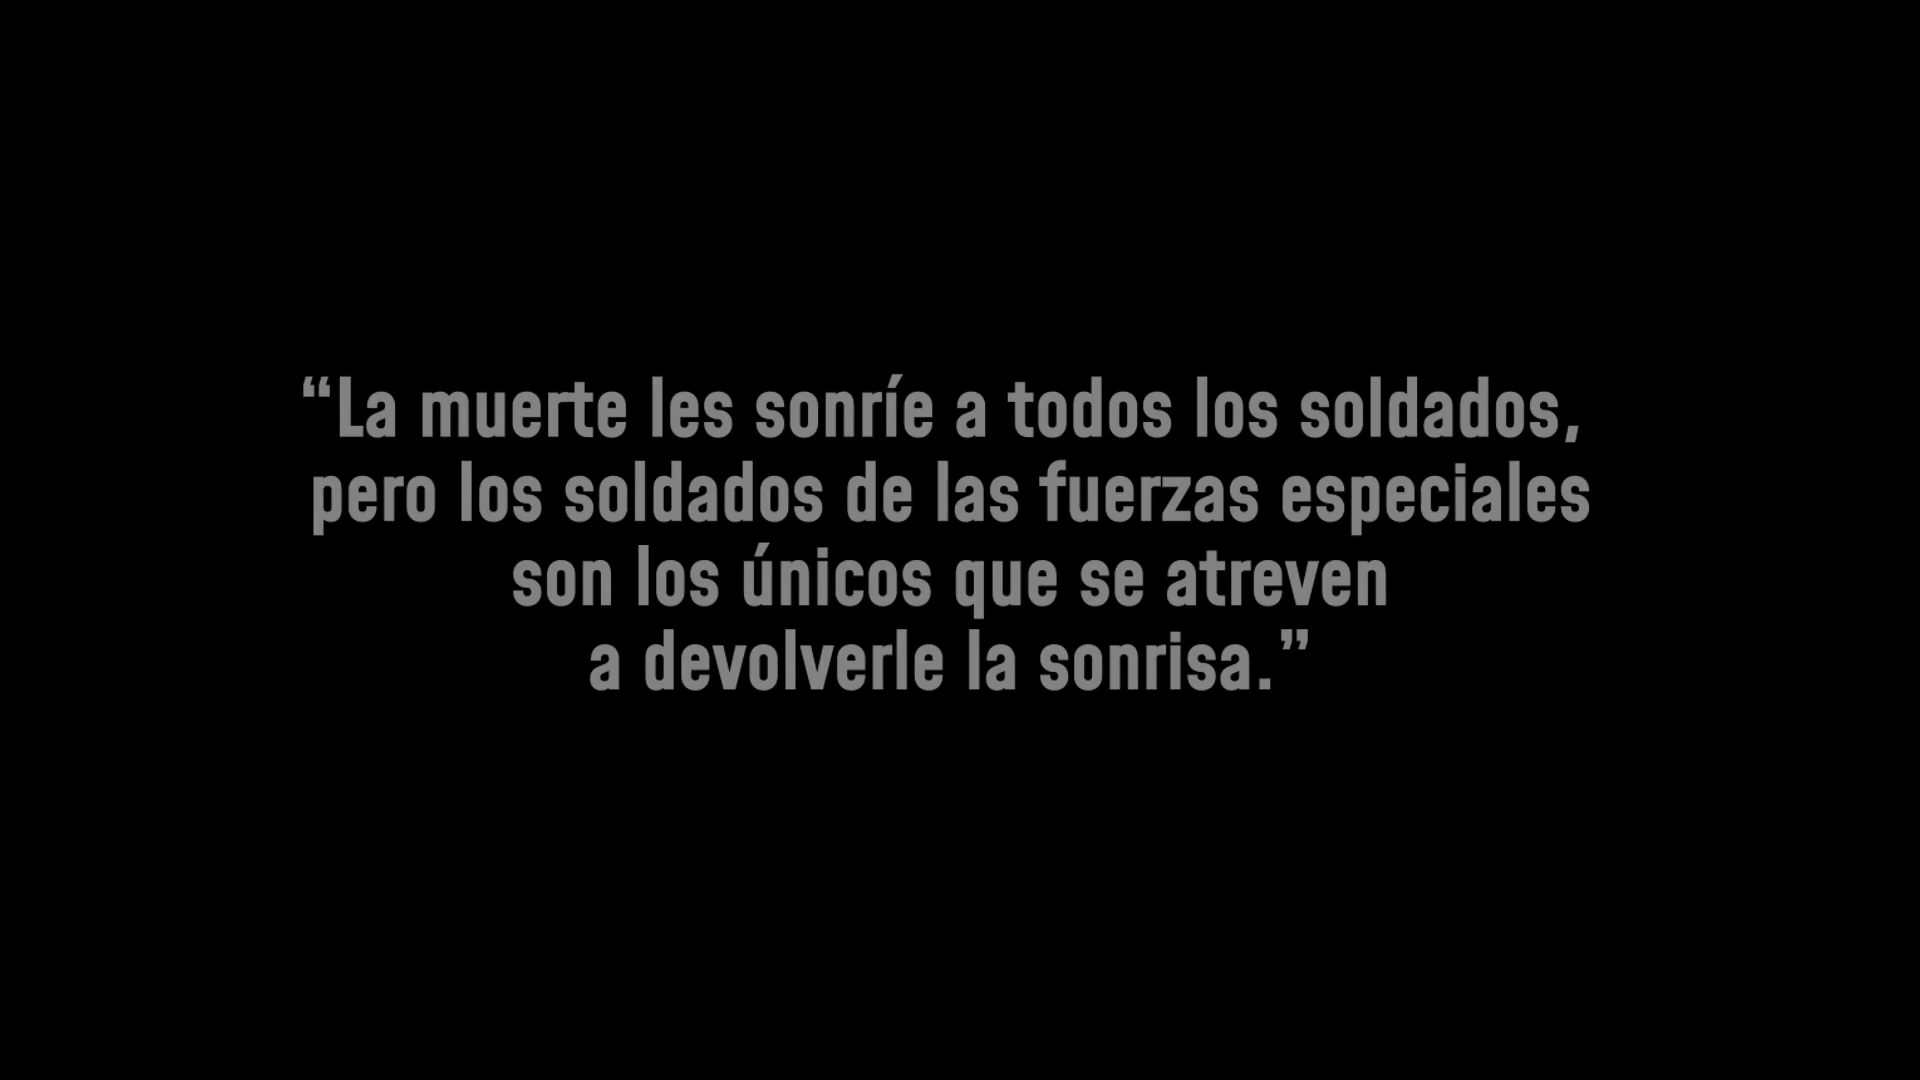 “La muerte les sonríe a todos los soldados,
pero los soldados de las fuerzas especiales
son los únicos que se atreven
a devolverle la sonrisa.”